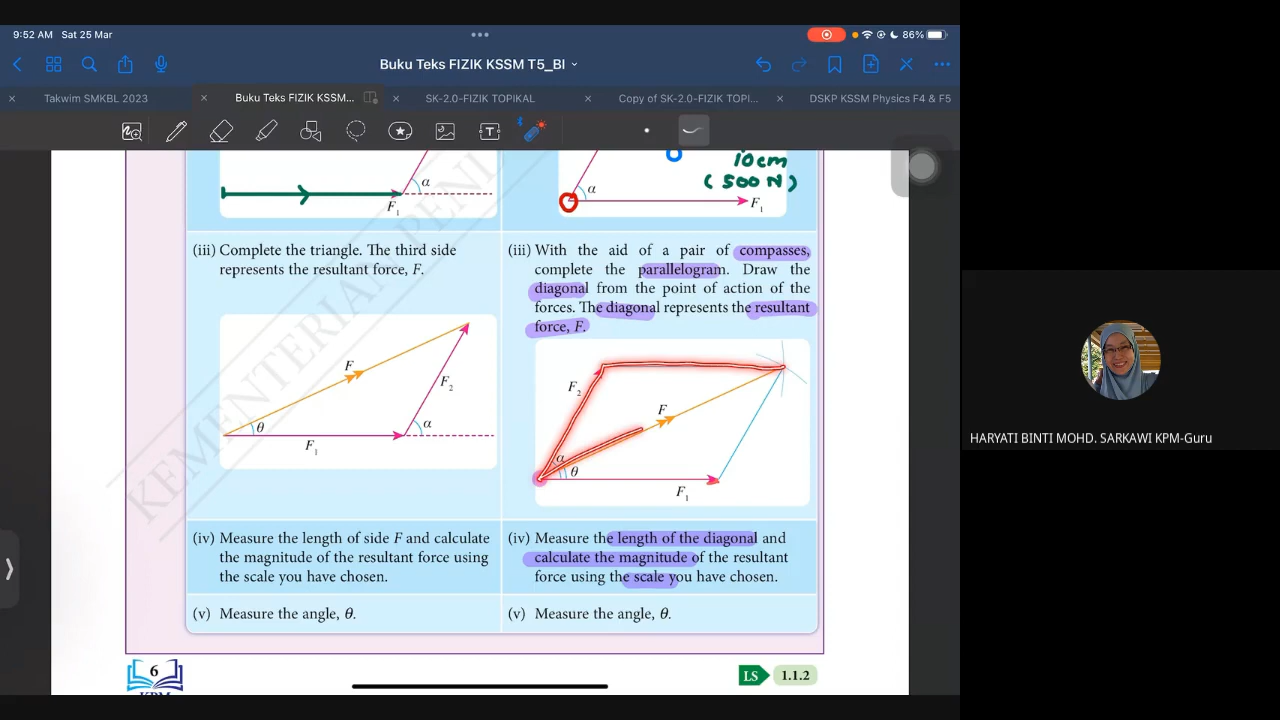 9:52 AM Sat 25 Mar
86%
Buku Teks FIZIK KSSM T5_BI
Takwim SMKBL 2023
Buku Teks FIZIK KSSM...
SK-2.0-FIZIK TOPIKAL
Copy of SK-2.0-FIZIK TOPI...
DSKP KSSM Physics F4 & F5
α
F1
10cm
(500 N)
α
F1
(iii) Complete the triangle. The third side
represents the resultant force, F.
F
F2
θ
α
F1
(iii) With the aid of a pair of compasses,
complete the parallelogram. Draw the
diagonal from the point of action of the
forces. The diagonal represents the resultant
force, F.
F2
F
α
θ
F1
(iv) Measure the length of side F and calculate
the magnitude of the resultant force using
the scale you have chosen.
(iv) Measure the length of the diagonal and
calculate the magnitude of the resultant
force using the scale you have chosen.
(v) Measure the angle, θ.
(v) Measure the angle, θ.
KEMENTERIAN PENI
6
KPM
LS 1.1.2
HARYATI BINTI MOHD. SARKAWI KPM-Guru